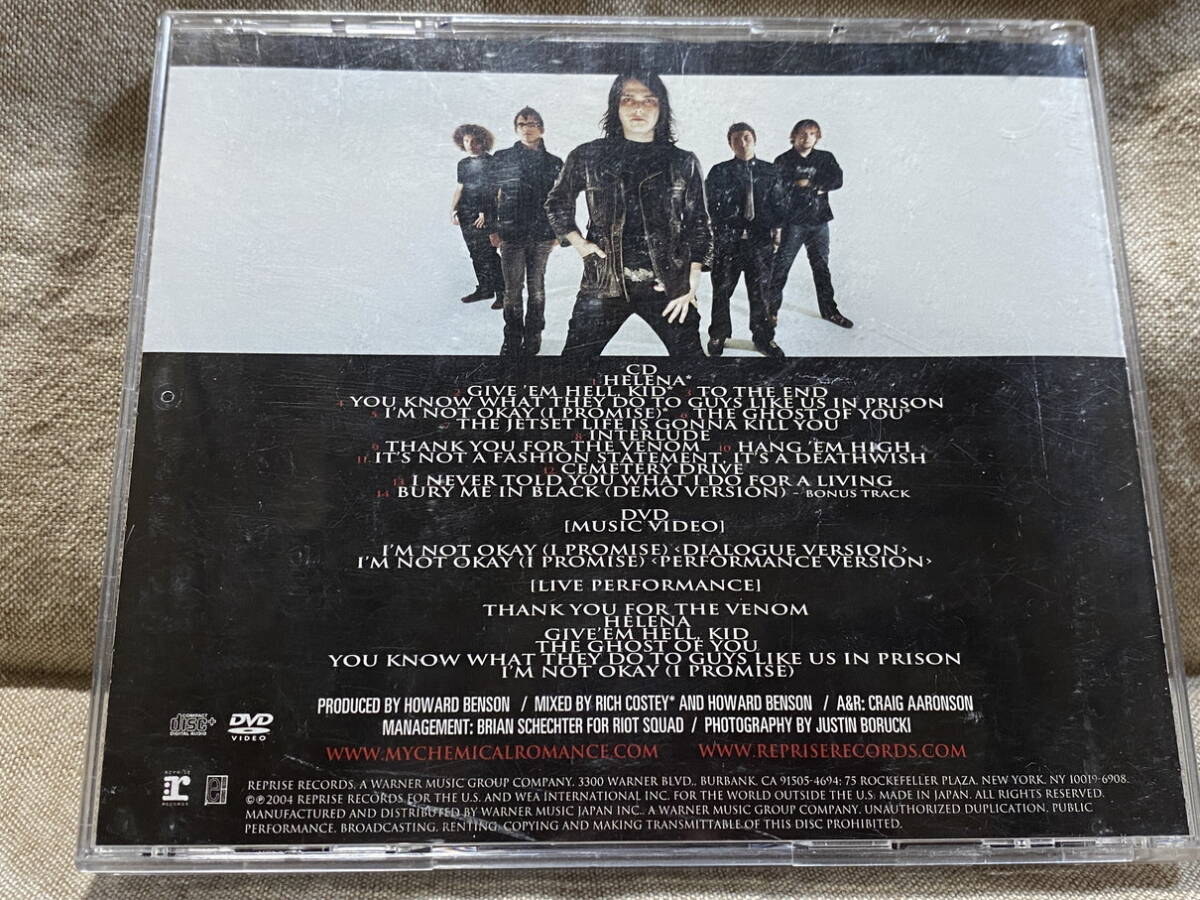 CD
1 HELENA*
2 GIVE 'EM HELL, KID* 3 TO THE END
4 YOU KNOW WHAT THEY DO TO GUYS LIKE US IN PRISON
5 I'M NOT OKAY (I PROMISE)* 6 THE GHOST OF YOU*
7 THE JETSET LIFE IS GONNA KILL YOU
8 INTERLUDE
9 THANK YOU FOR THE VENOM 10 HANG 'EM HIGH
11 IT'S NOT A FASHION STATEMENT, IT'S A DEATHWISH
12 CEMETERY DRIVE
13 I NEVER TOLD YOU WHAT I DO FOR A LIVING
14 BURY ME IN BLACK (DEMO VERSION) - BONUS TRACK
DVD
[MUSIC VIDEO]
I'M NOT OKAY (I PROMISE) <DIALOGUE VERSION>
I'M NOT OKAY (I PROMISE) <PERFORMANCE VERSION>
[LIVE PERFORMANCE]
THANK YOU FOR THE VENOM
HELENA
GIVE'EM HELL, KID
THE GHOST OF YOU
YOU KNOW WHAT THEY DO TO GUYS LIKE US IN PRISON
I'M NOT OKAY (I PROMISE)
PRODUCED BY HOWARD BENSON / MIXED BY RICH COSTEY* AND HOWARD BENSON / A&R: CRAIG AARONSON
MANAGEMENT: BRIAN SCHECHTER FOR RIOT SQUAD / PHOTOGRAPHY BY JUSTIN BORUCKI
WWW.MYCHEMICALROMANCE.COM WWW.REPRISERECORDS.COM
COMPACT disc+ DIGITAL AUDIO
DVD VIDEO
REPRISE r RECORDS
REPRISE RECORDS, A WARNER MUSIC GROUP COMPANY, 3300 WARNER BLVD., BURBANK, CA 91505-4694; 75 ROCKEFELLER PLAZA, NEW YORK, NY 10019-6908.
©℗ 2004 REPRISE RECORDS FOR THE U.S. AND WEA INTERNATIONAL INC. FOR THE WORLD OUTSIDE THE U.S. MADE IN JAPAN. ALL RIGHTS RESERVED.
MANUFACTURED AND DISTRIBUTED BY WARNER MUSIC JAPAN INC., A WARNER MUSIC GROUP COMPANY. UNAUTHORIZED DUPLICATION, PUBLIC
PERFORMANCE, BROADCASTING, RENTING, COPYING AND MAKING TRANSMITTABLE OF THIS DISC PROHIBITED.